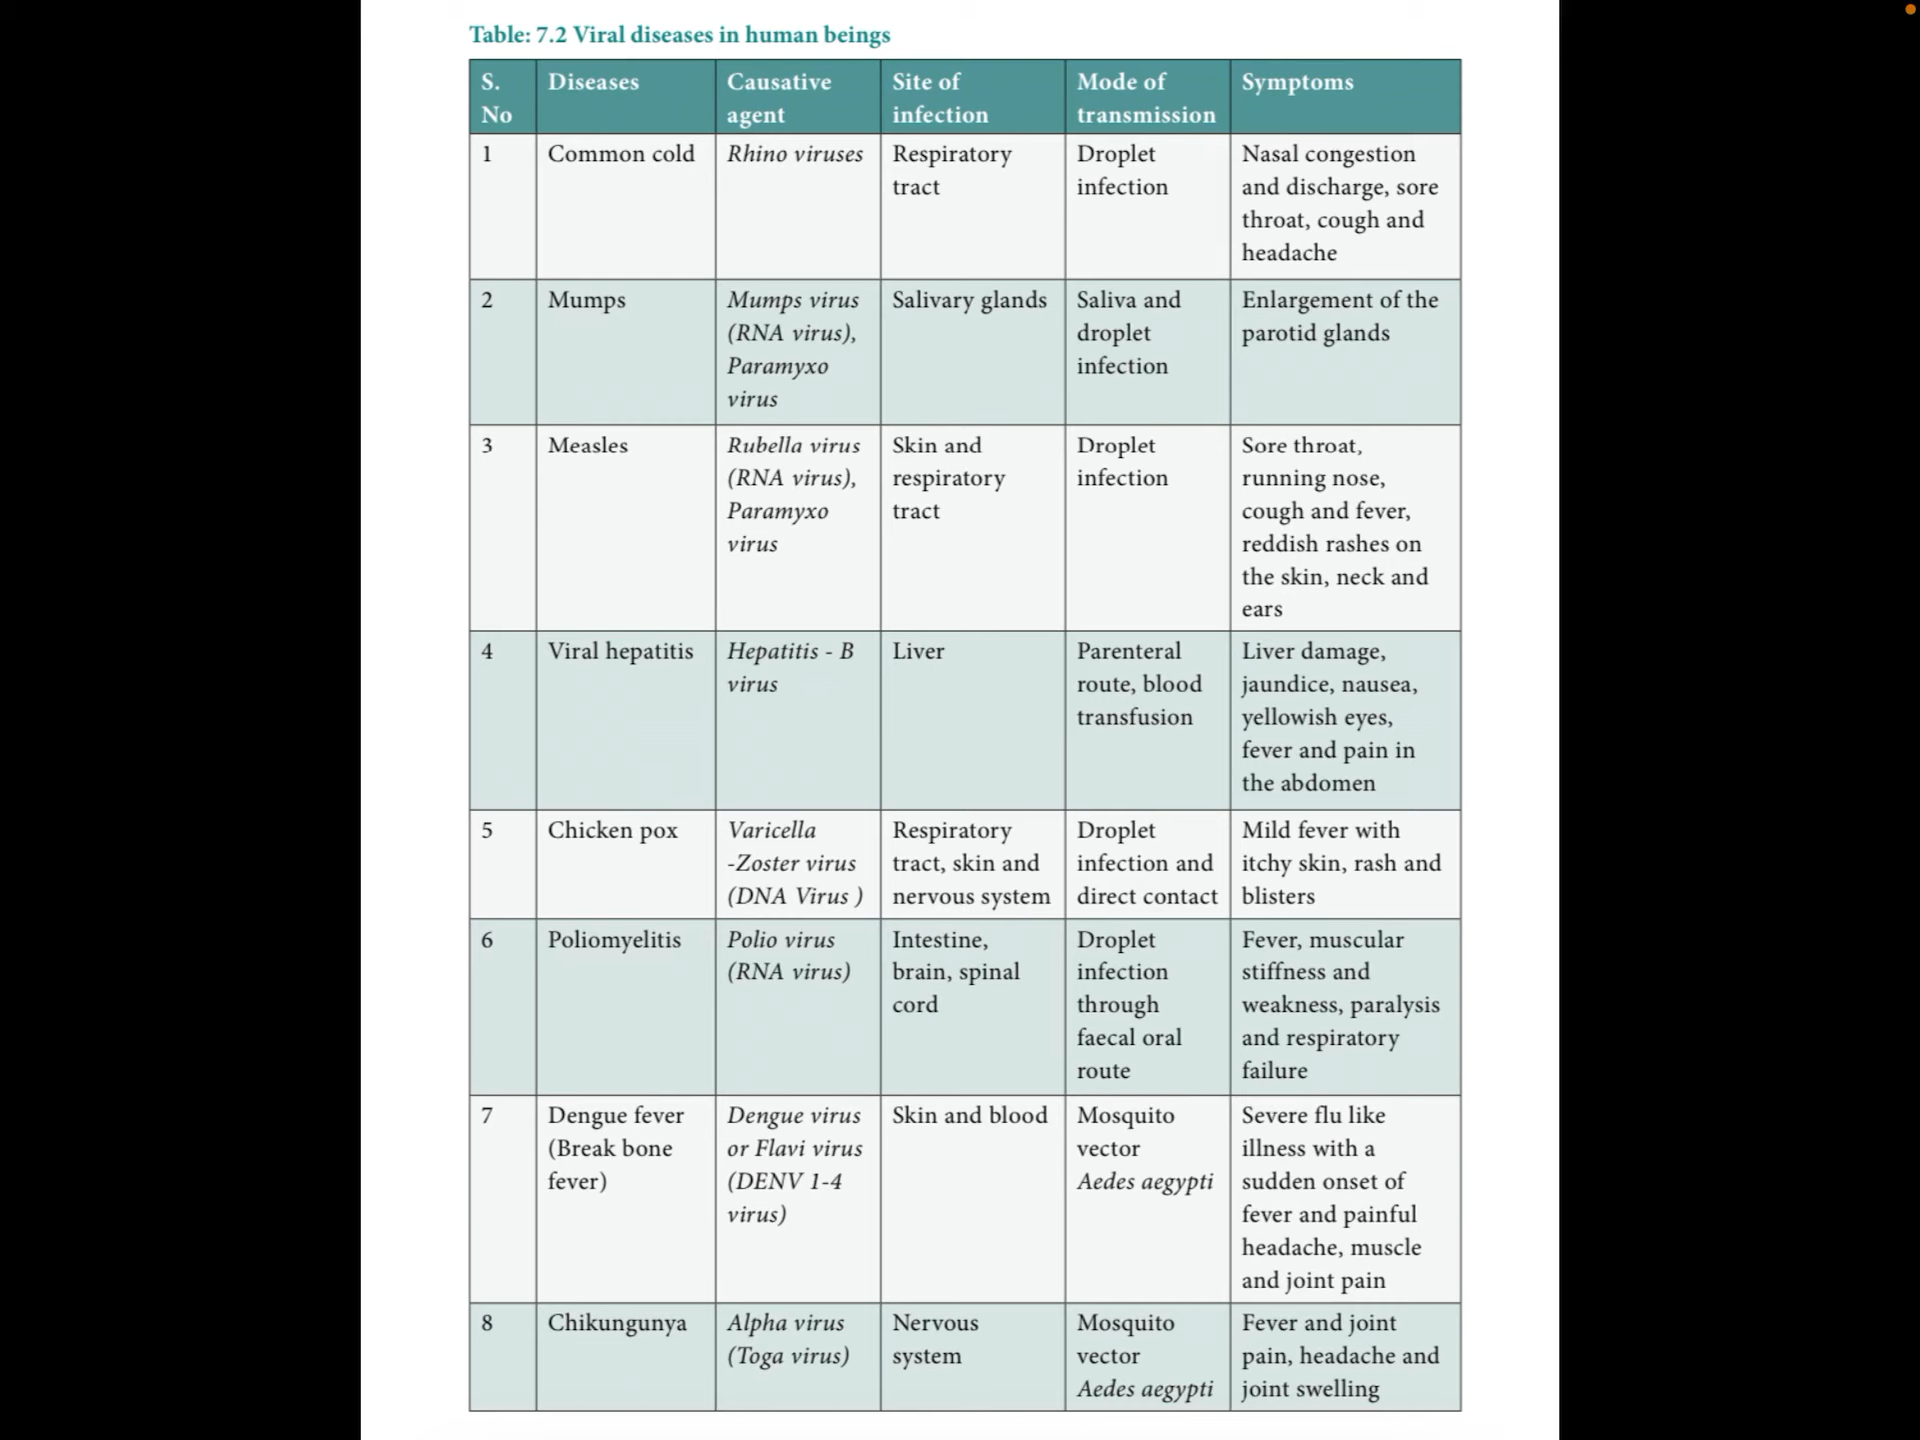 Table: 7.2 Viral diseases in human beings
S. No Diseases Causative agent Site of infection Mode of transmission Symptoms
1 Common cold Rhino viruses Respiratory tract Droplet infection Nasal congestion and discharge, sore throat, cough and headache
2 Mumps Mumps virus (RNA virus), Paramyxo virus Salivary glands Saliva and droplet infection Enlargement of the parotid glands
3 Measles Rubella virus (RNA virus), Paramyxo virus Skin and respiratory tract Droplet infection Sore throat, running nose, cough and fever, reddish rashes on the skin, neck and ears
4 Viral hepatitis Hepatitis - B virus Liver Parenteral route, blood transfusion Liver damage, jaundice, nausea, yellowish eyes, fever and pain in the abdomen
5 Chicken pox Varicella -Zoster virus (DNA Virus ) Respiratory tract, skin and nervous system Droplet infection and direct contact Mild fever with itchy skin, rash and blisters
6 Poliomyelitis Polio virus (RNA virus) Intestine, brain, spinal cord Droplet infection through faecal oral route Fever, muscular stiffness and weakness, paralysis and respiratory failure
7 Dengue fever (Break bone fever) Dengue virus or Flavi virus (DENV 1-4 virus) Skin and blood Mosquito vector Aedes aegypti Severe flu like illness with a sudden onset of fever and painful headache, muscle and joint pain
8 Chikungunya Alpha virus (Toga virus) Nervous system Mosquito vector Aedes aegypti Fever and joint pain, headache and joint swelling